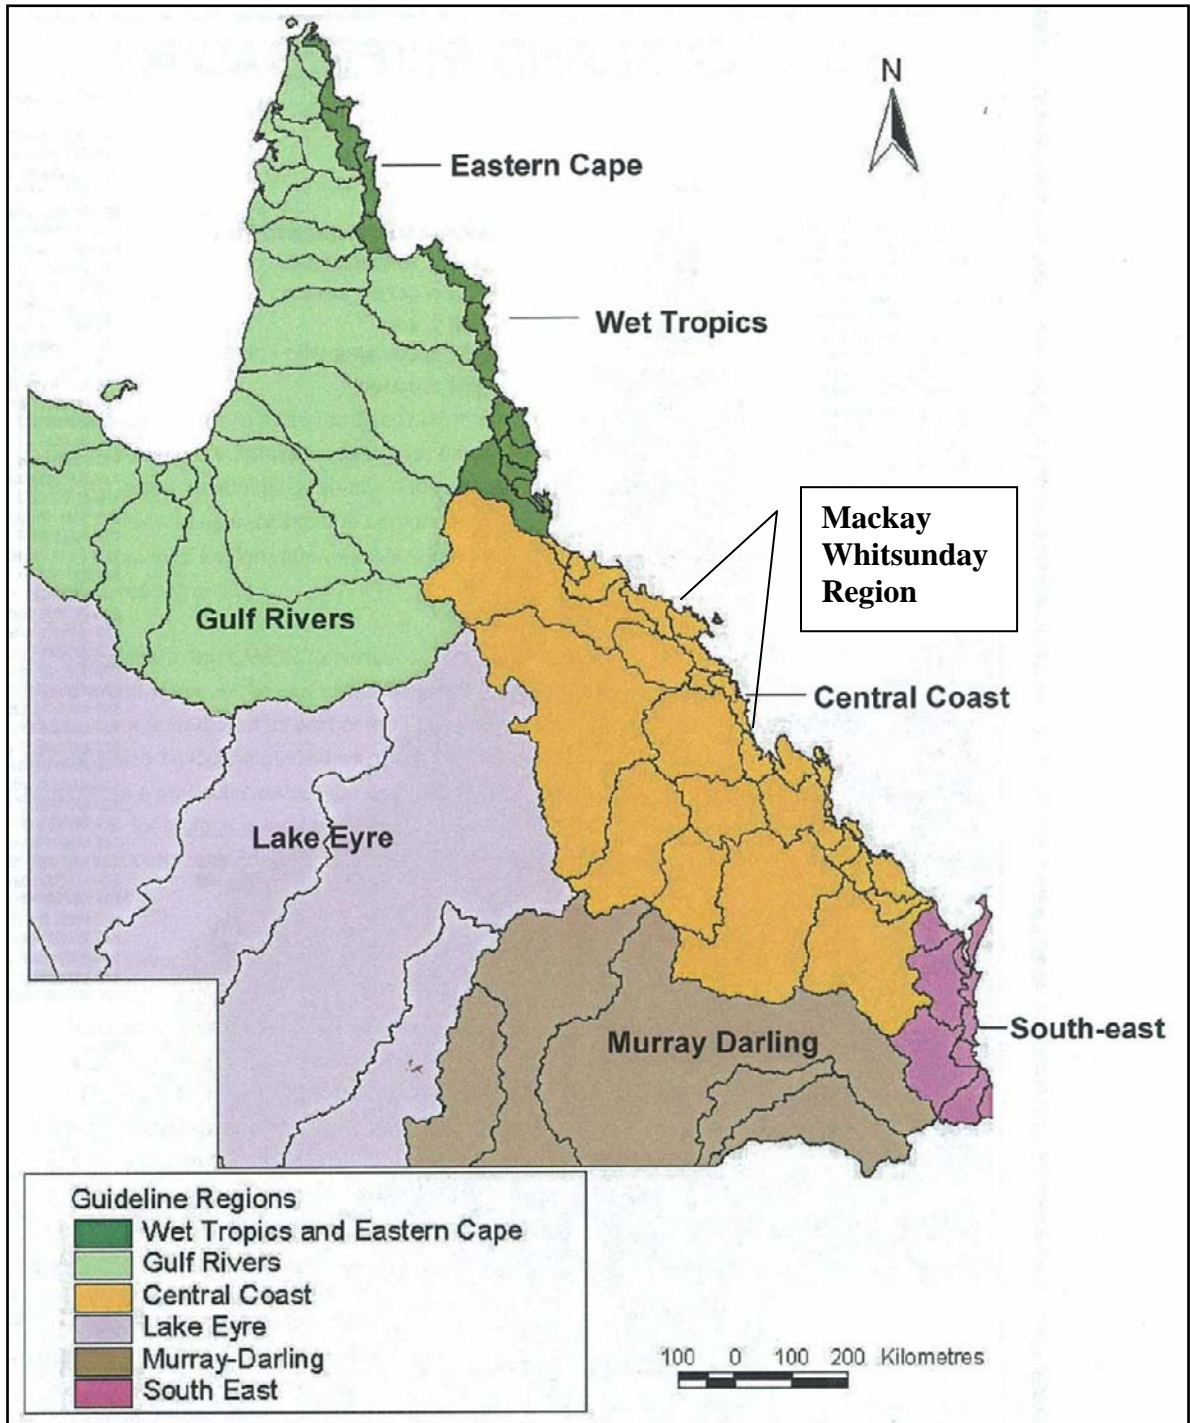 N
Eastern Cape
Wet Tropics
Mackay
Whitsunday
Region
Gulf Rivers
Central Coast
Lake Eyre
South-east
Murray Darling
Guideline Regions
Wet Tropics and Eastern Cape
Gulf Rivers
Central Coast
Lake Eyre
Murray-Darling
South East
100 0 100 200 Kilometres